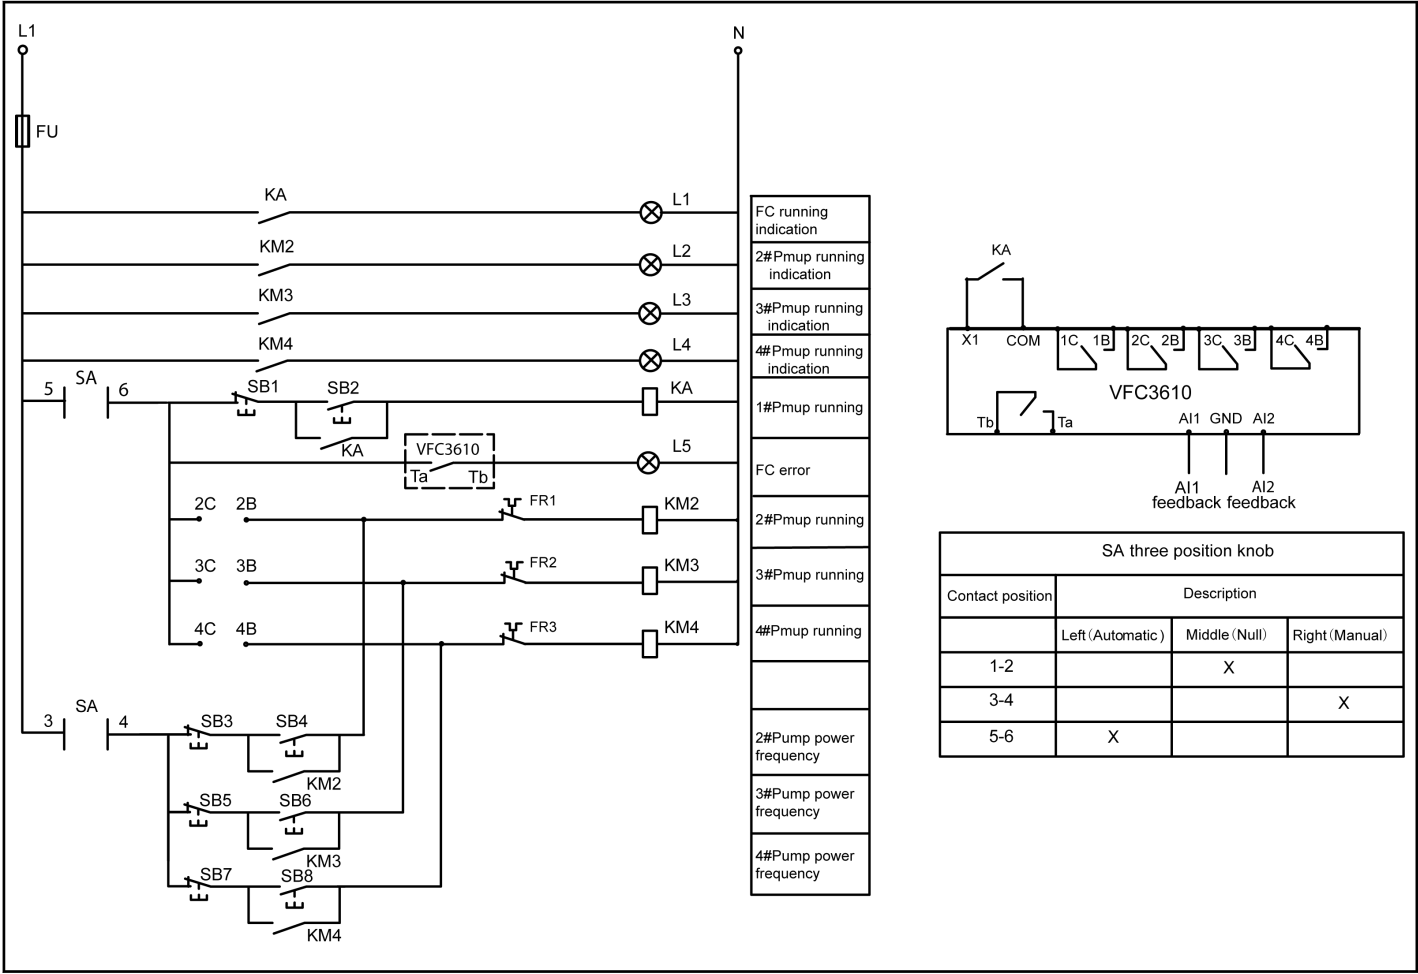 L1
N
FU
KA
L1
FC running
indication
KM2
L2
2#Pmup running
indication
KM3
L3
3#Pmup running
indication
KM4
L4
4#Pmup running
indication
5
SA
6
SB1
SB2
KA
KA
1#Pmup running
VFC3610
Ta
Tb
L5
FC error
2C
2B
FR1
KM2
2#Pmup running
3C
3B
FR2
KM3
3#Pmup running
4C
4B
FR3
KM4
4#Pmup running
3
SA
4
SB3
SB4
KM2
2#Pump power
frequency
SB5
SB6
KM3
3#Pump power
frequency
SB7
SB8
KM4
4#Pump power
frequency
KA
X1
COM
1C
1B
2C
2B
3C
3B
4C
4B
VFC3610
Tb
Ta
AI1
GND
AI2
AI1
AI2
feedback feedback
SA three position knob
Contact position
Description
Left(Automatic)
Middle(Null)
Right(Manual)
1-2
X
3-4
X
5-6
X